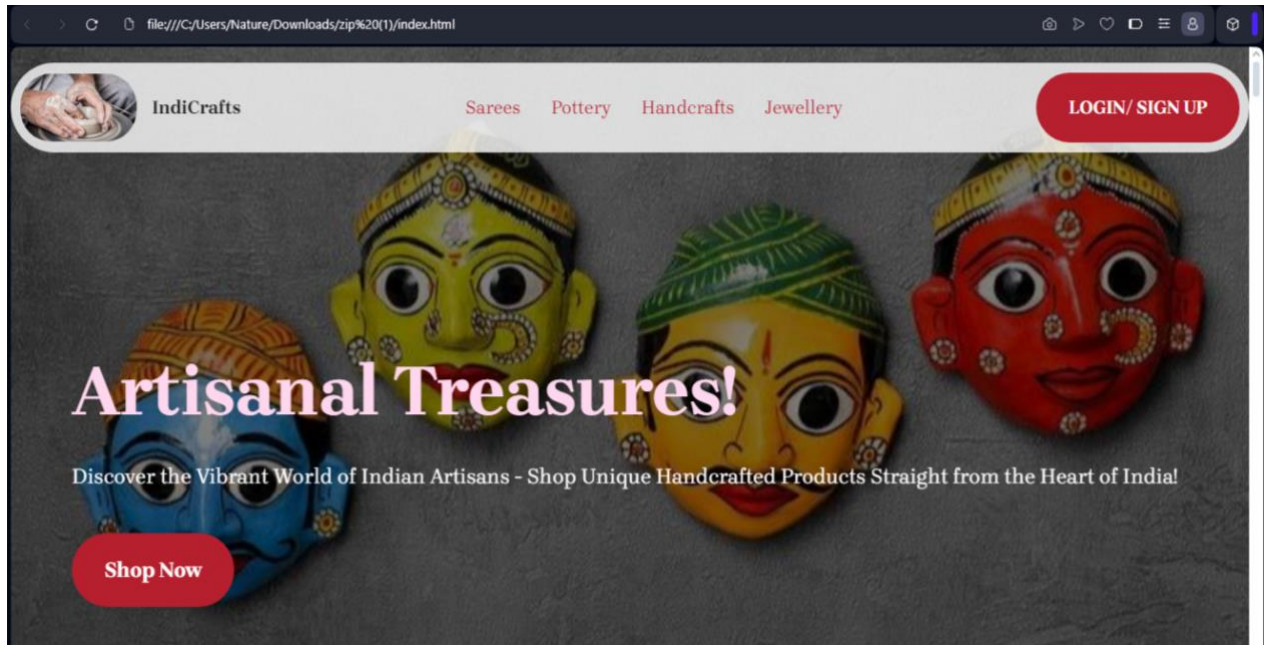 file:///C:/Users/Nature/Downloads/zip%20(1)/index.html
IndiCrafts Sarees Pottery Handcrafts Jewellery LOGIN/ SIGN UP
Artisanal Treasures!
Discover the Vibrant World of Indian Artisans - Shop Unique Handcrafted Products Straight from the Heart of India!
Shop Now